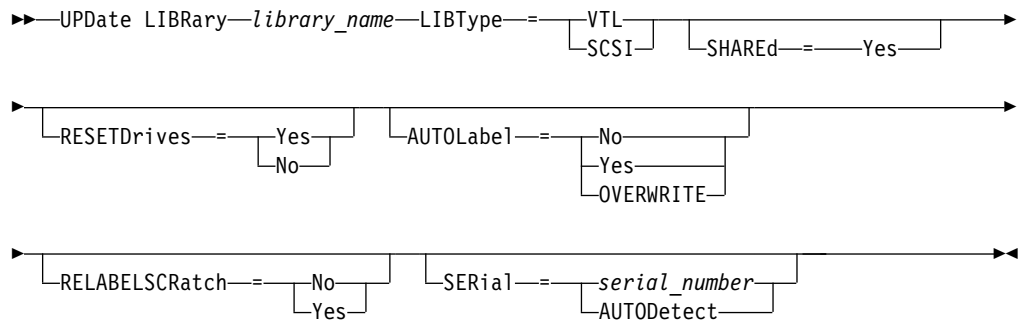 UPDate LIBRary library_name LIBType = VTL
SCSI
SHAREd = Yes
RESETDrives = Yes
No
AUTOLabel = No
Yes
OVERWRITE
RELABELSCRatch = No
Yes
SERial = serial_number
AUTODetect